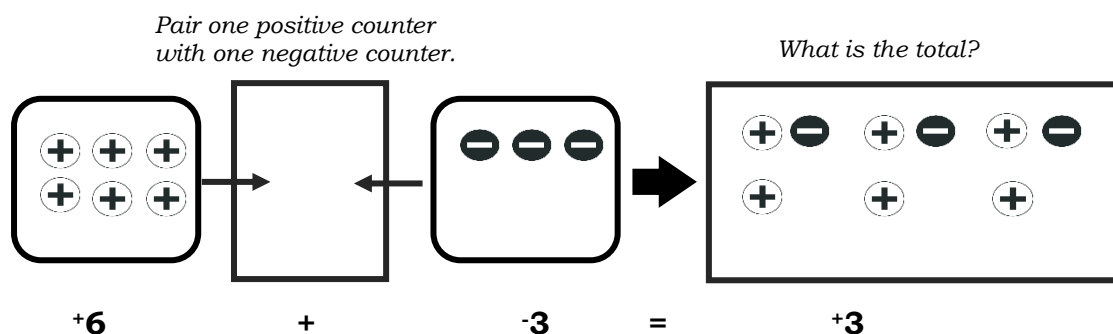 Pair one positive counter
with one negative counter.
What is the total?
+ + +
+ + +
− − −
+ − + − + −
+ + +
⁺6 + ⁻3 = ⁺3